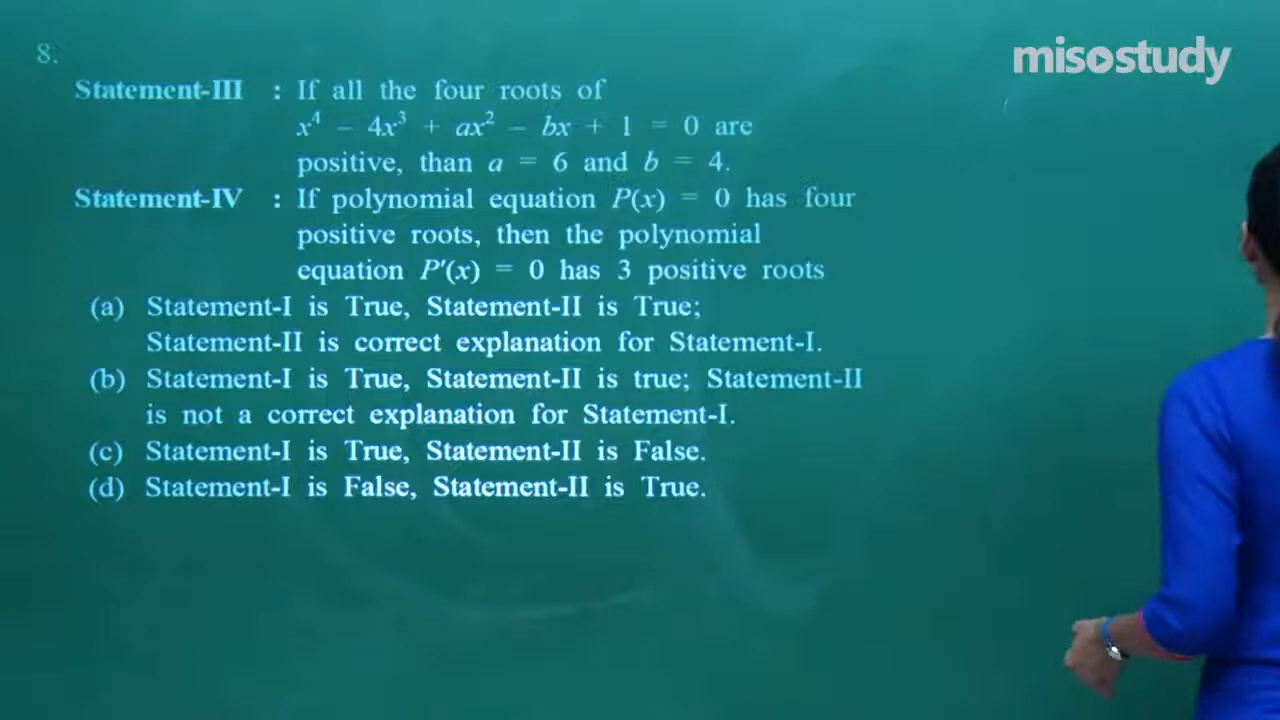 8.
misostudy
Statement-III : If all the four roots of
x⁴ – 4x³ + ax² – bx + 1 = 0 are
positive, than a = 6 and b = 4.
Statement-IV : If polynomial equation P(x) = 0 has four
positive roots, then the polynomial
equation P′(x) = 0 has 3 positive roots
(a) Statement-I is True, Statement-II is True;
Statement-II is correct explanation for Statement-I.
(b) Statement-I is True, Statement-II is true; Statement-II
is not a correct explanation for Statement-I.
(c) Statement-I is True, Statement-II is False.
(d) Statement-I is False, Statement-II is True.